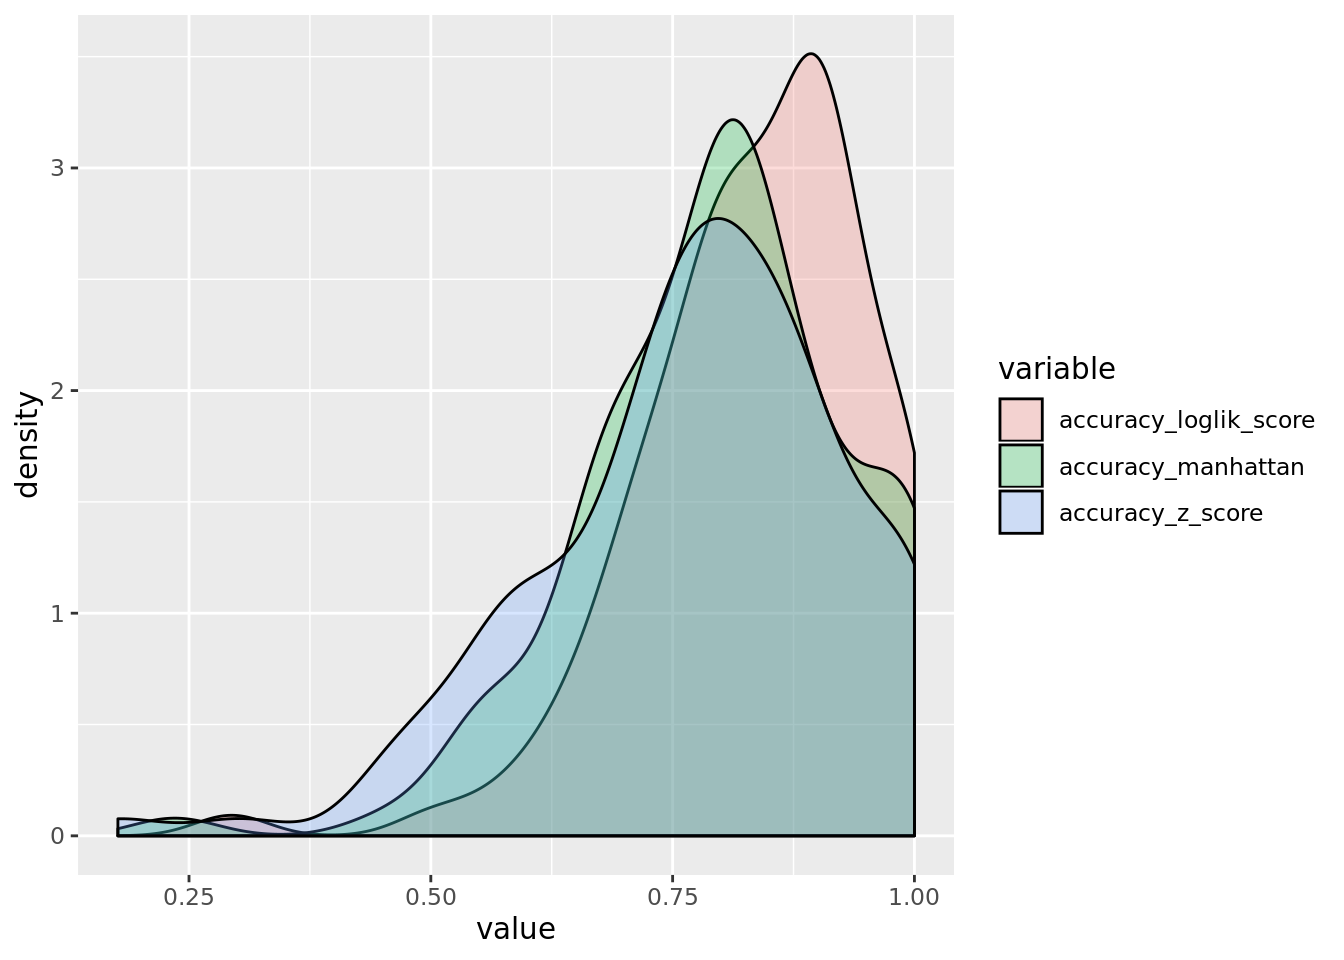 density
3
2
1
0
0.25 0.50 0.75 1.00
value
variable
accuracy_loglik_score
accuracy_manhattan
accuracy_z_score